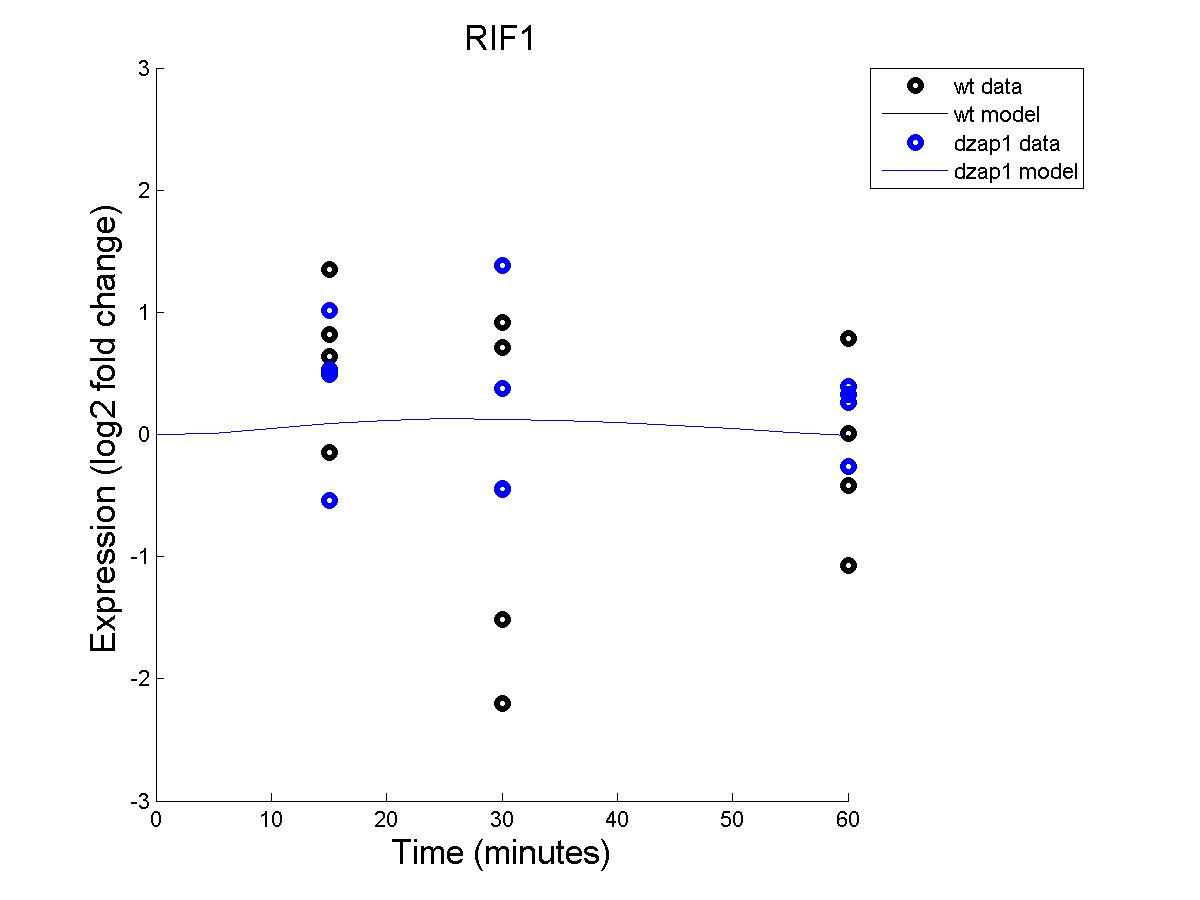 RIF1
wt data
wt model
dzap1 data
dzap1 model
3
2
1
0
-1
-2
-3
Expression (log2 fold change)
0 10 20 30 40 50 60
Time (minutes)